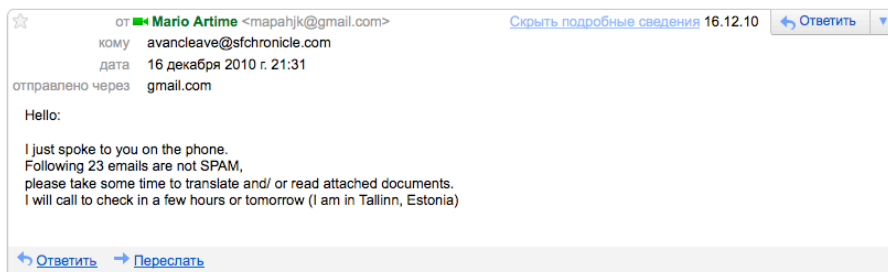 от Mario Artime <mapahjk@gmail.com> Скрыть подробные сведения 16.12.10 Ответить
кому avancleave@sfchronicle.com
дата 16 декабря 2010 г. 21:31
отправлено через gmail.com
Hello:
I just spoke to you on the phone.
Following 23 emails are not SPAM,
please take some time to translate and/ or read attached documents.
I will call to check in a few hours or tomorrow (I am in Tallinn, Estonia)
Ответить Переслать